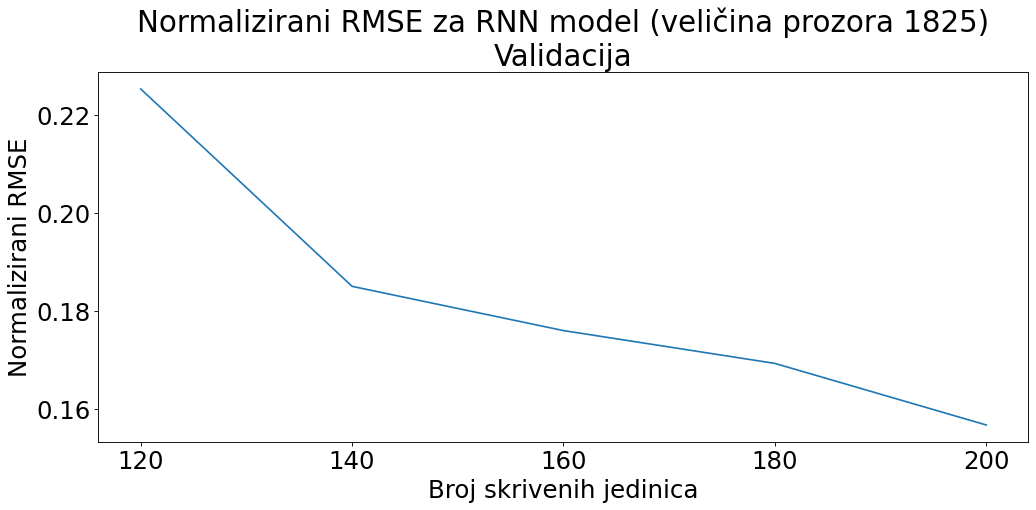 Normalizirani RMSE za RNN model (veličina prozora 1825)
Validacija
Normalizirani RMSE
0.22
0.20
0.18
0.16
120 140 160 180 200
Broj skrivenih jedinica